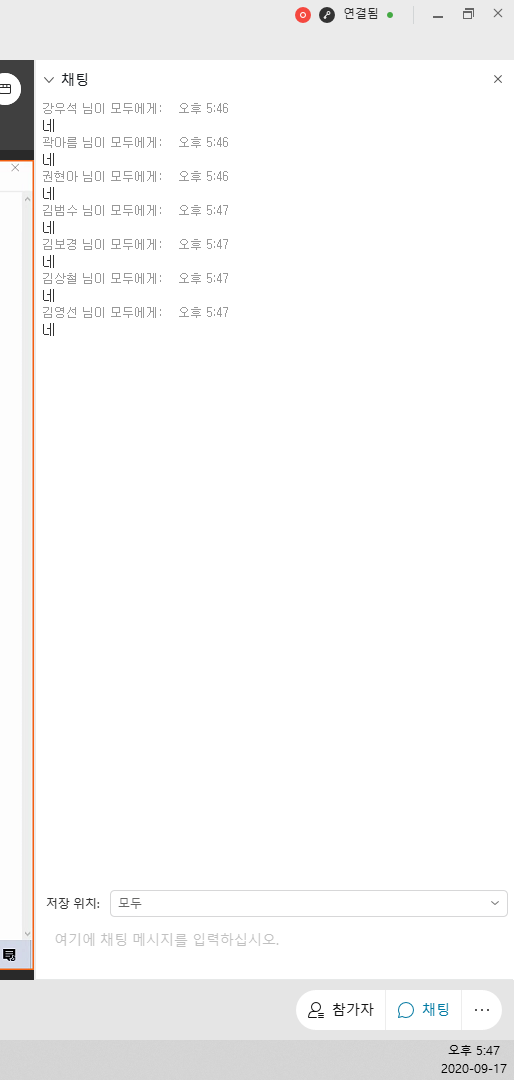 연결됨
채팅
강우석 님이 모두에게: 오후 5:46
네
곽아름 님이 모두에게: 오후 5:46
네
권현아 님이 모두에게: 오후 5:46
네
김범수 님이 모두에게: 오후 5:47
네
김보경 님이 모두에게: 오후 5:47
네
김상철 님이 모두에게: 오후 5:47
네
김영선 님이 모두에게: 오후 5:47
네
저장 위치: 모두
여기에 채팅 메시지를 입력하십시오.
참가자 채팅
오후 5:47
2020-09-17